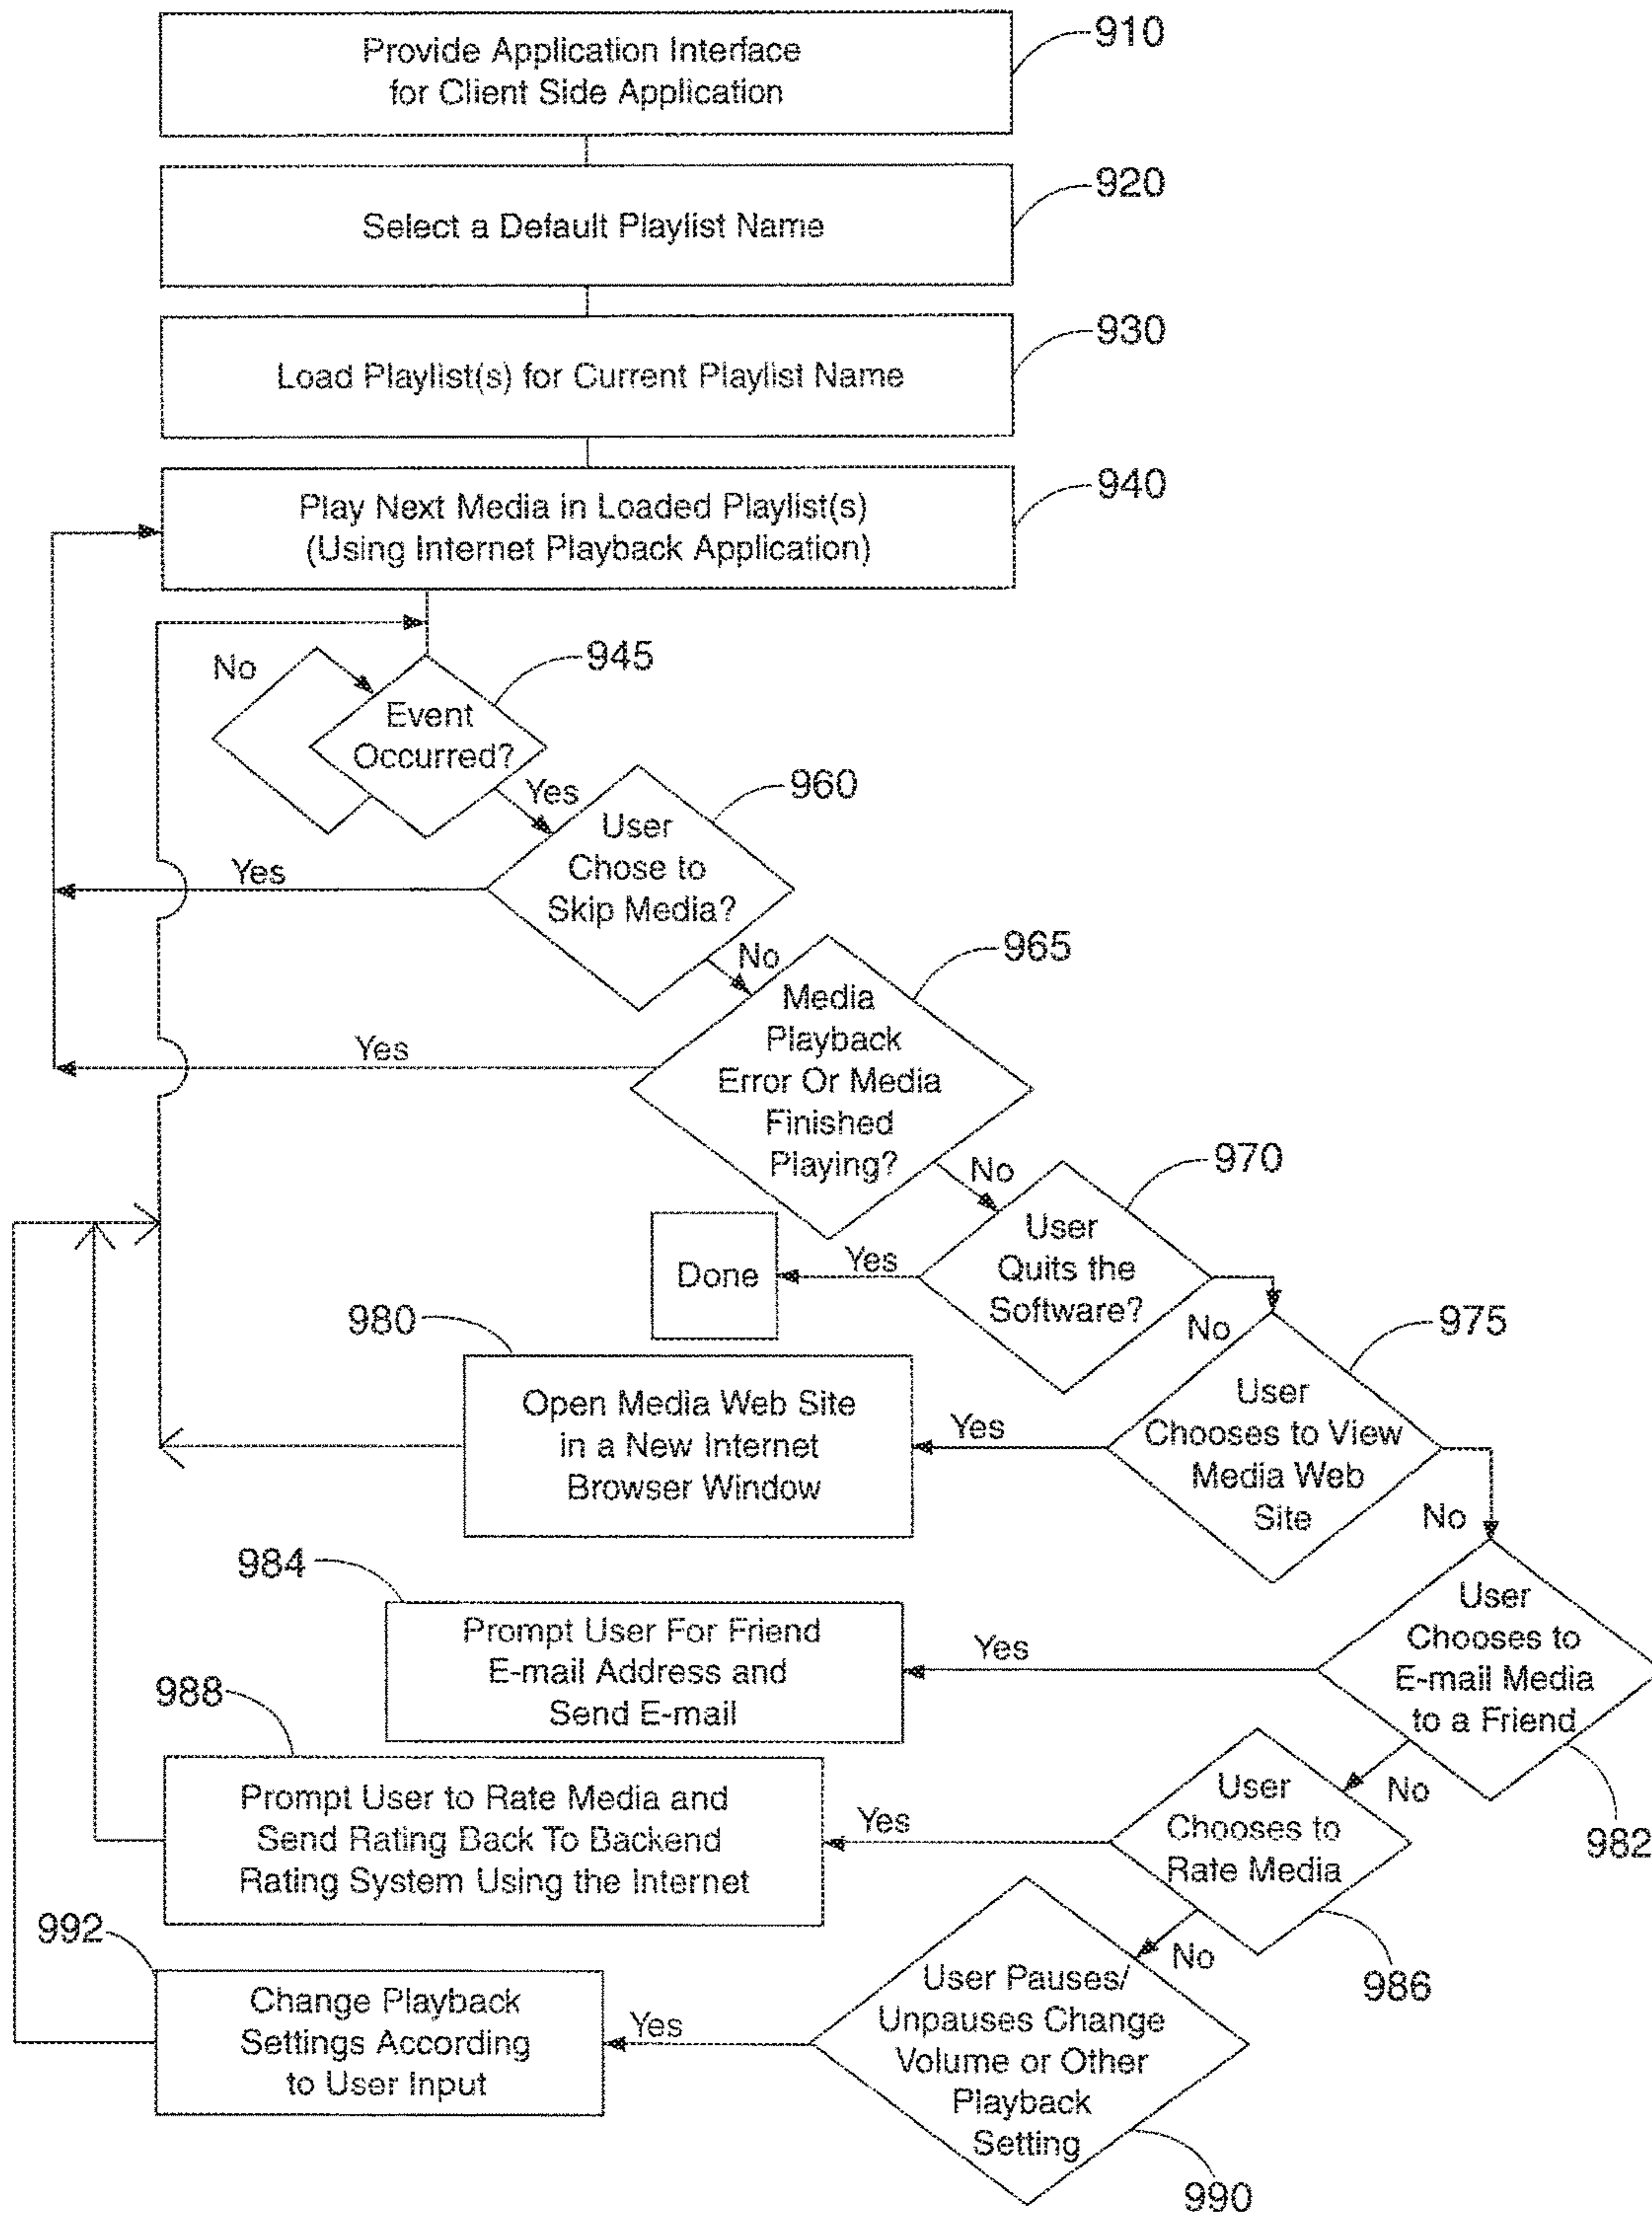 Provide Application Interface
for Client Side Application
910
Select a Default Playlist Name
920
Load Playlist(s) for Current Playlist Name
930
Play Next Media in Loaded Playlist(s)
(Using Internet Playback Application)
940
No
Event
Occurred?
945
Yes
User
Chose to
Skip Media?
960
Yes
No
Media
Playback
Error Or Media
Finished
Playing?
965
Yes
No
User
Quits the
Software?
970
Yes
Done
No
User
Chooses to View
Media Web
Site
975
Yes
980
Open Media Web Site
in a New Internet
Browser Window
No
User
Chooses to
E-mail Media
to a Friend
982
Yes
984
Prompt User For Friend
E-mail Address and
Send E-mail
No
User
Chooses to
Rate Media
986
Yes
988
Prompt User to Rate Media and
Send Rating Back To Backend
Rating System Using the Internet
No
User Pauses/
Unpauses Change
Volume or Other
Playback
Setting
990
Yes
992
Change Playback
Settings According
to User Input